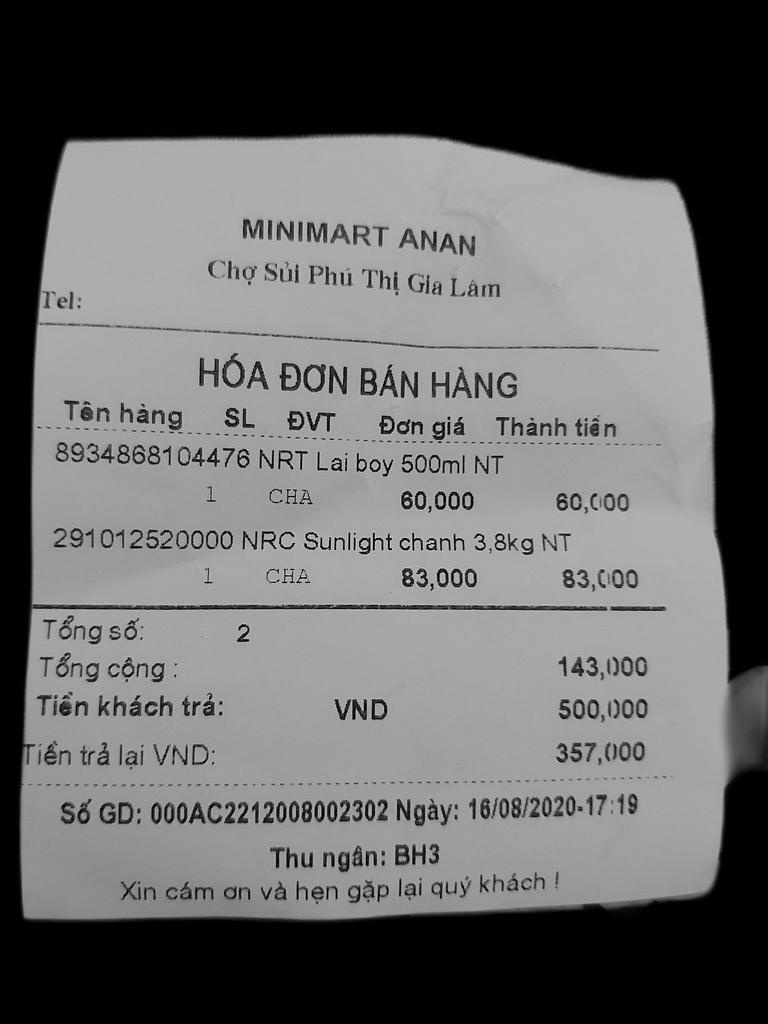 MINIMART ANAN
Chợ Sủi Phú Thị Gia Lâm
Tel:
HÓA ĐƠN BÁN HÀNG
Tên hàng SL ĐVT Đơn giá Thành tiền
8934868104476 NRT Lai boy 500ml NT
1 CHA 60,000 60,000
291012520000 NRC Sunlight chanh 3,8kg NT
1 CHA 83,000 83,000
Tổng số: 2
Tổng cộng : 143,000
Tiền khách trả: VND 500,000
Tiền trả lại VND: 357,000
Số GD: 000AC2212008002302 Ngày: 16/08/2020-17:19
Thu ngân: BH3
Xin cám ơn và hẹn gặp lại quý khách !